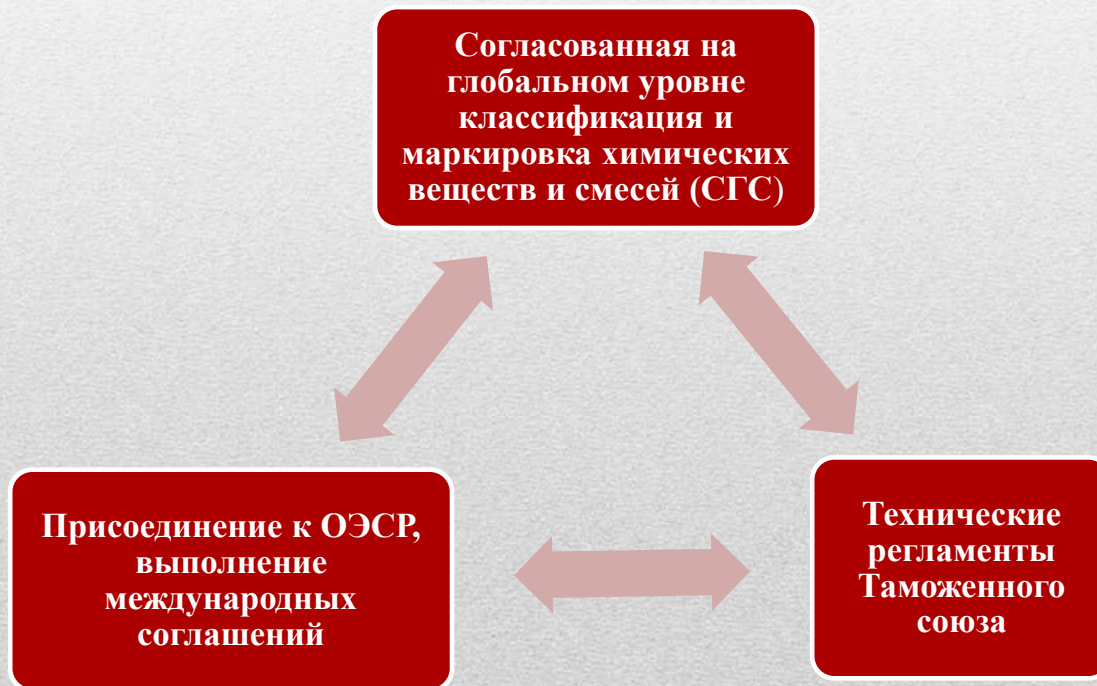 Согласованная на
глобальном уровне
классификация и
маркировка химических
веществ и смесей (СГС)
Присоединение к ОЭСР,
выполнение
международных
соглашений
Технические
регламенты
Таможенного
союза